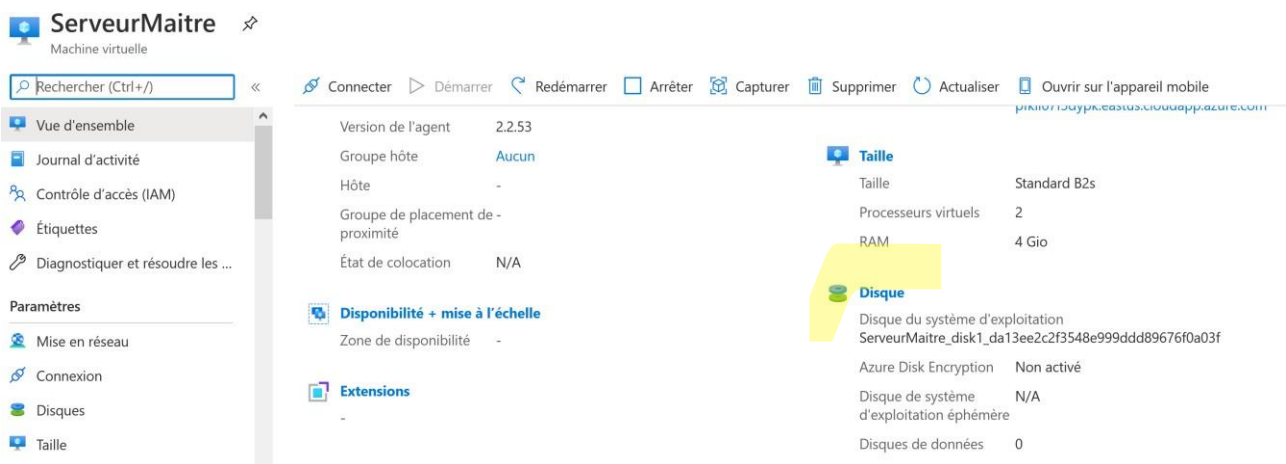 ServeurMaitre
Machine virtuelle
Rechercher (Ctrl+/)
«
Vue d'ensemble
Journal d'activité
Contrôle d'accès (IAM)
Étiquettes
Diagnostiquer et résoudre les ...
Paramètres
Mise en réseau
Connexion
Disques
Taille
Connecter
Démarrer
Redémarrer
Arrêter
Capturer
Supprimer
Actualiser
Ouvrir sur l'appareil mobile
Version de l'agent 2.2.53
Groupe hôte Aucun
Hôte -
Groupe de placement de -
proximité
État de colocation N/A
Disponibilité + mise à l'échelle
Zone de disponibilité -
Extensions
-
Taille
Taille Standard B2s
Processeurs virtuels 2
RAM 4 Gio
Disque
Disque du système d'exploitation
ServeurMaitre_disk1_da13ee2c2f3548e999ddd89676f0a03f
Azure Disk Encryption Non activé
Disque de système N/A
d'exploitation éphémère
Disques de données 0